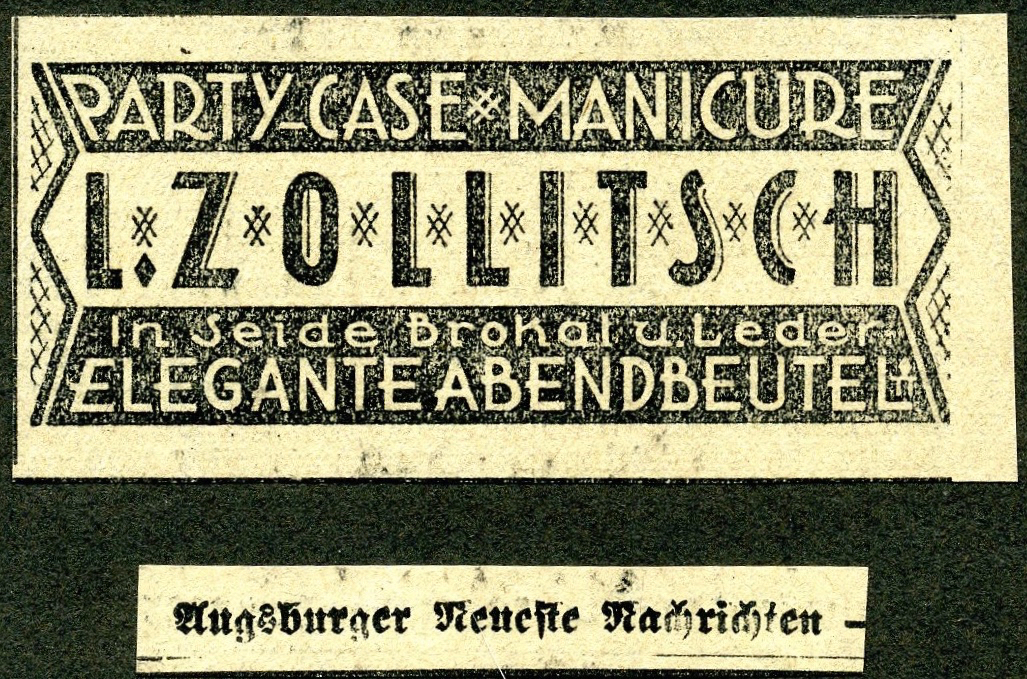 PARTY-CASE * MANICURE
L. ZOLLITSCH
In Seide Brokat u. Leder
ELEGANTE ABENDBEUTEL
Augsburger Neueste Nachrichten –